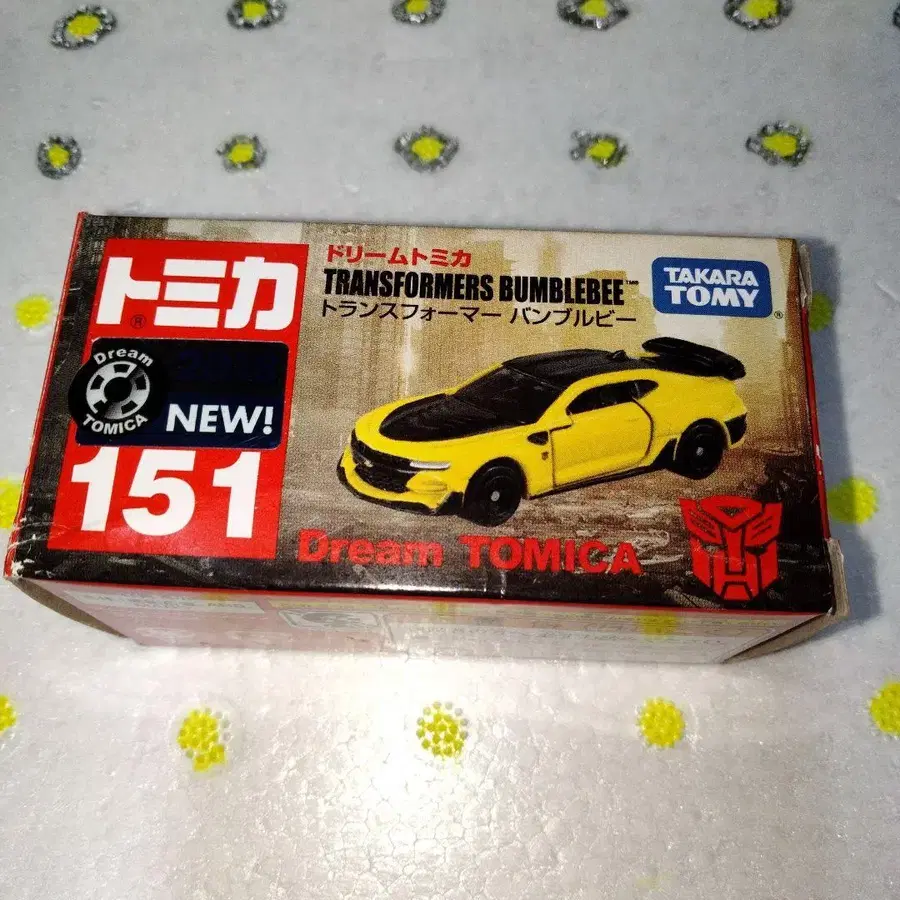 トミカ
®
Dream
TOMICA
NEW!
151
ドリームトミカ
TRANSFORMERS BUMBLEBEE™
トランスフォーマー バンブルビー
TAKARA
TOMY
®
Dream TOMICA